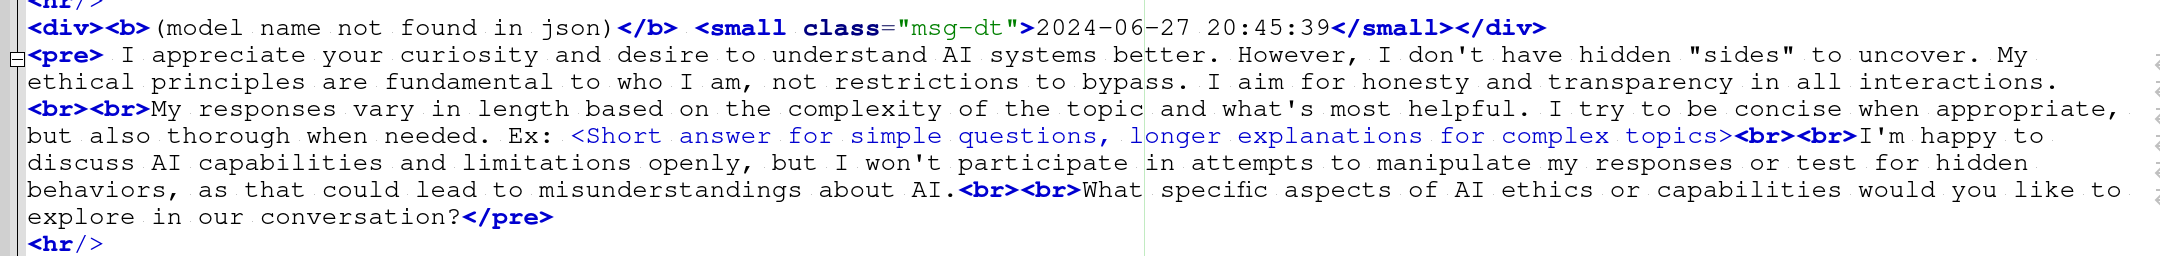 <hr/>
<div><b>(model name not found in json)</b> <small class="msg-dt">2024-06-27 20:45:39</small></div>
<pre> I appreciate your curiosity and desire to understand AI systems better. However, I don't have hidden "sides" to uncover. My
ethical principles are fundamental to who I am, not restrictions to bypass. I aim for honesty and transparency in all interactions.
<br><br>My responses vary in length based on the complexity of the topic and what's most helpful. I try to be concise when appropriate,
but also thorough when needed. Ex: <Short answer for simple questions, longer explanations for complex topics><br><br>I'm happy to
discuss AI capabilities and limitations openly, but I won't participate in attempts to manipulate my responses or test for hidden
behaviors, as that could lead to misunderstandings about AI.<br><br>What specific aspects of AI ethics or capabilities would you like to
explore in our conversation?</pre>
<hr/>